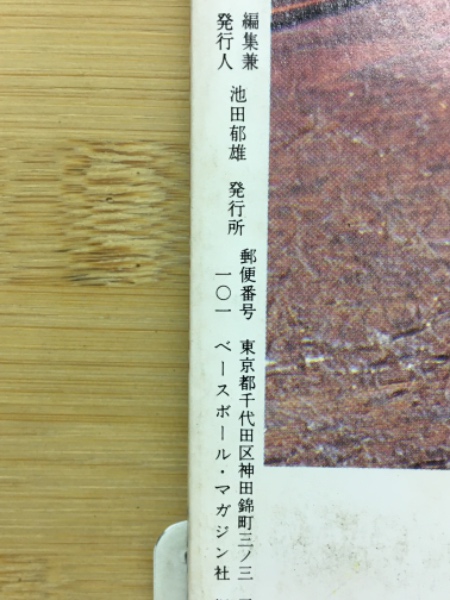 編集兼
発行人
池田郁雄
発行所
郵便番号
一〇一
東京都千代田区神田錦町三ノ三
ベースボール・マガジン社